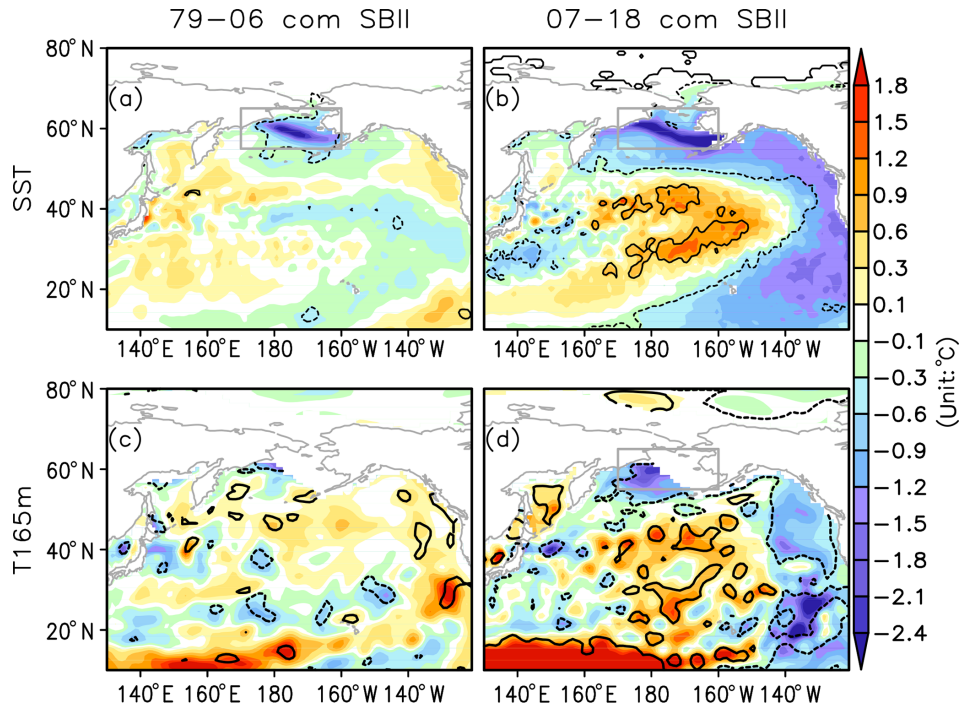 79−06 com SBII
07−18 com SBII
SST
80°N
60°N
40°N
20°N
(a)
(b)
140°E 160°E 180° 160°W 140°W
140°E 160°E 180° 160°W 140°W
T165m
80°N
60°N
40°N
20°N
(c)
(d)
140°E 160°E 180° 160°W 140°W
140°E 160°E 180° 160°W 140°W
1.8
1.5
1.2
0.9
0.6
0.3
0.1
−0.1
−0.3
−0.6
−0.9
−1.2
−1.5
−1.8
−2.1
−2.4
(Unit:°C)